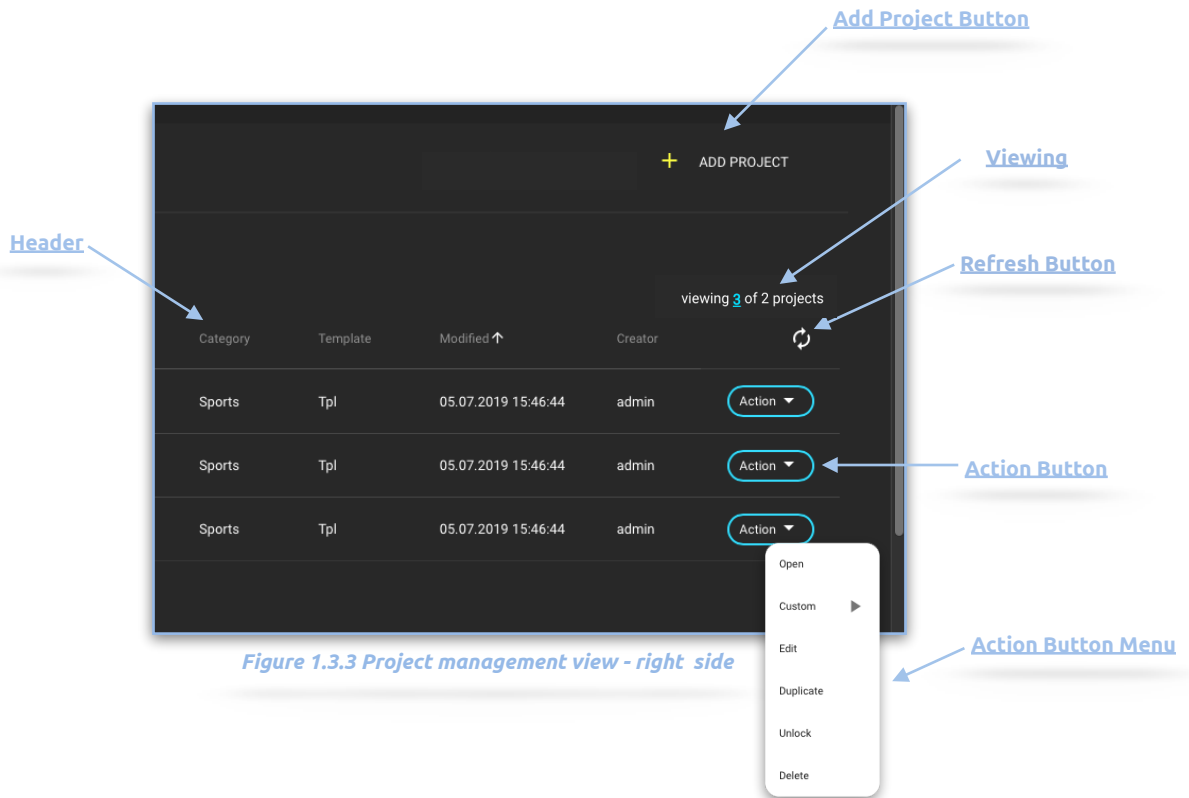 Add Project Button
ADD PROJECT
Viewing
Header
Refresh Button
viewing 3 of 2 projects
Category Template Modified Creator
Sports Tpl 05.07.2019 15:46:44 admin Action
Sports Tpl 05.07.2019 15:46:44 admin Action
Action Button
Sports Tpl 05.07.2019 15:46:44 admin Action
Open
Custom
Edit
Action Button Menu
Figure 1.3.3 Project management view - right side
Duplicate
Unlock
Delete